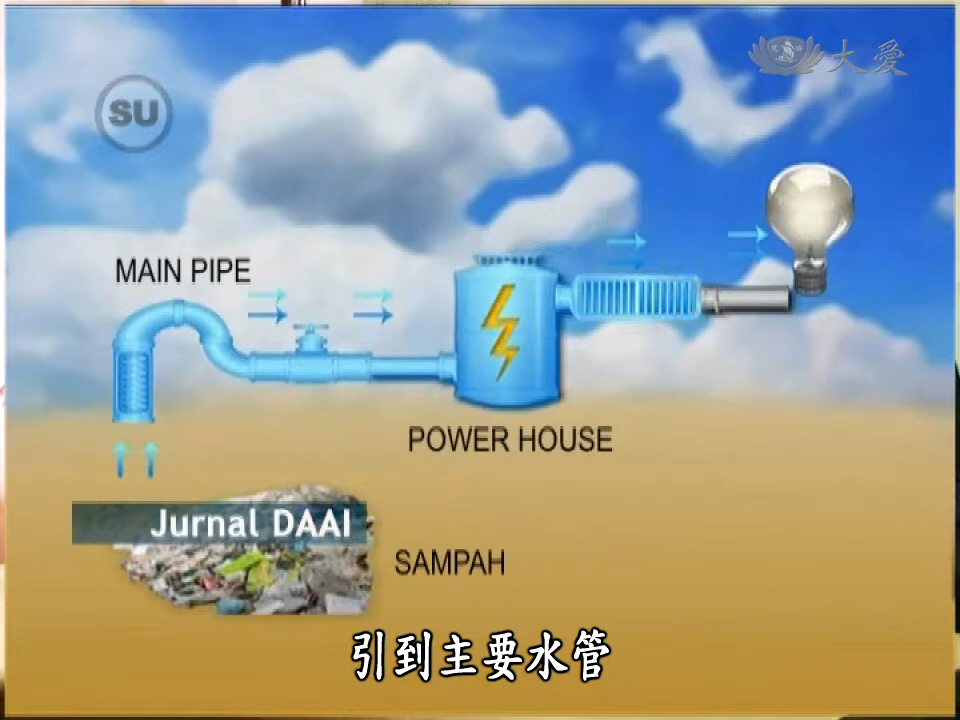 大愛
SU
MAIN PIPE
POWER HOUSE
Jurnal DAAI
SAMPAH
引到主要水管